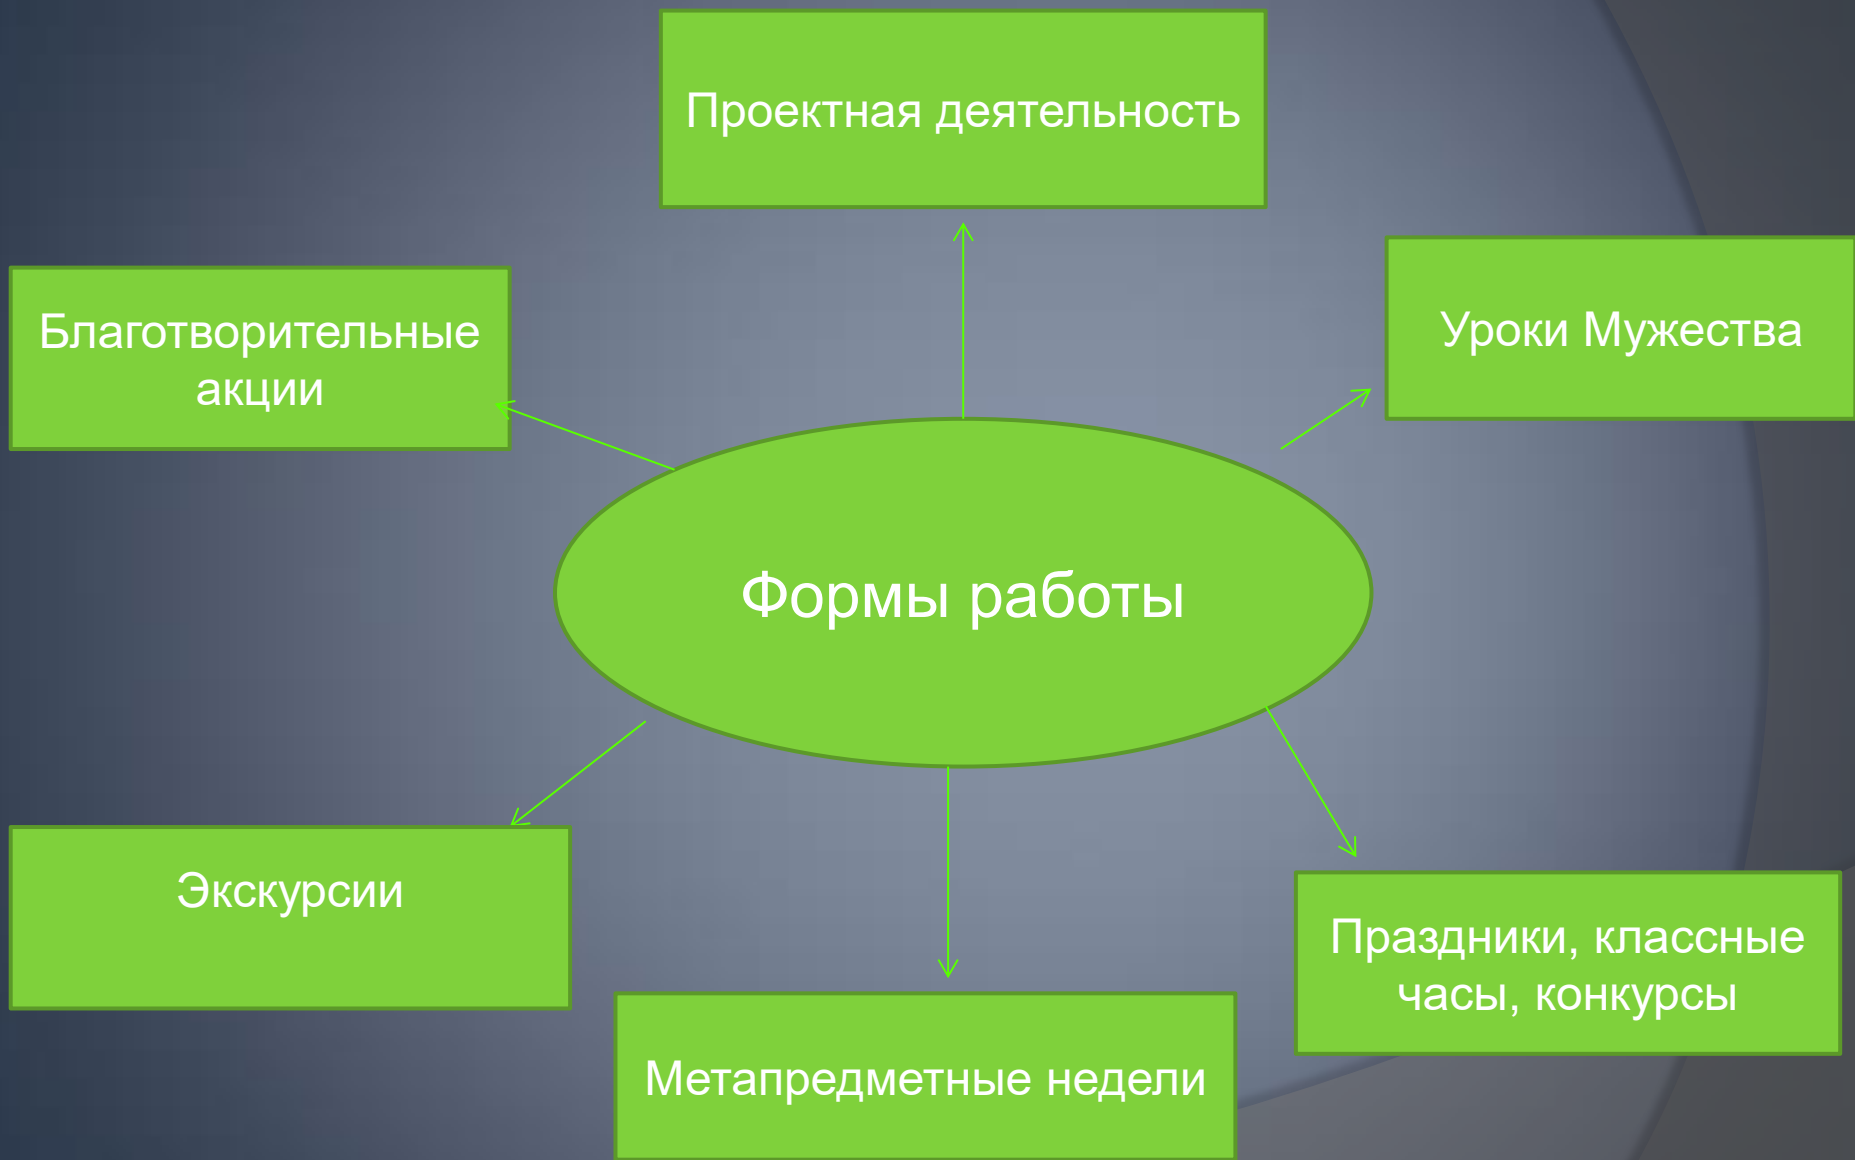 Проектная деятельность
Благотворительные
акции
Уроки Мужества
Формы работы
Экскурсии
Праздники, классные
часы, конкурсы
Метапредметные недели